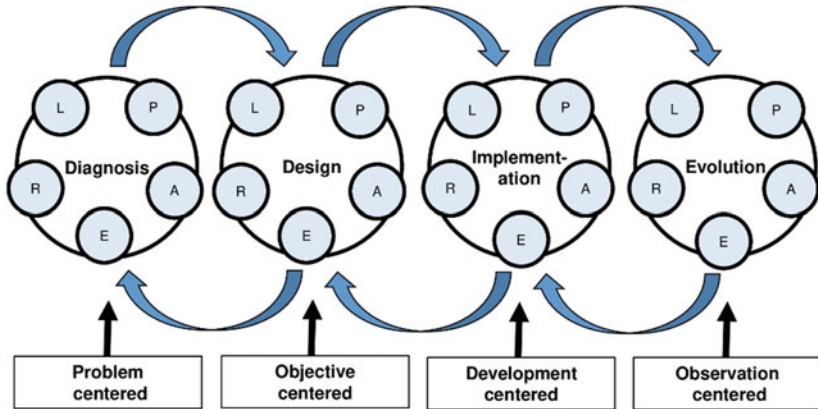 L
P
Diagnosis
R
A
E
L
P
Design
R
A
E
L
P
Implement-
ation
R
A
E
L
P
Evolution
R
A
E
Problem
centered
Objective
centered
Development
centered
Observation
centered